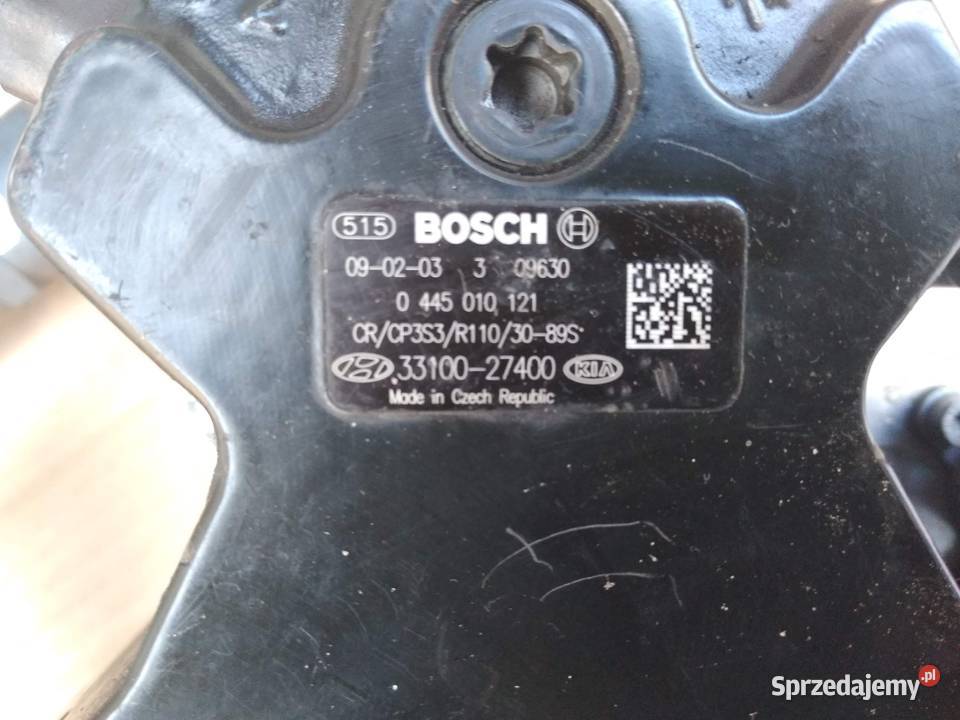 515 BOSCH
09-02-03 3 09630
0 445 010 121
CR/CP3S3/R110/30-89S
33100-27400 KIA
Made in Czech Republic
Sprzedajemy.pl